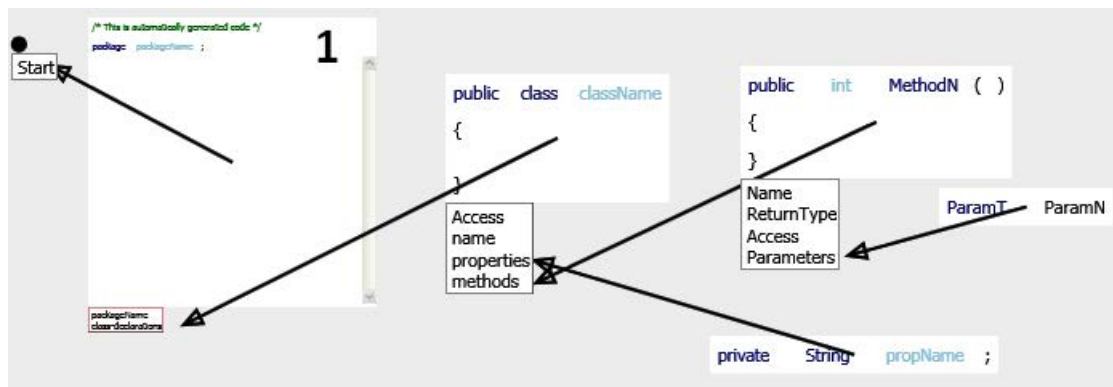 /* This is automatically generated code */
package packageName ;
1
Start
packageName
classdeclarations
public class className
{
}
Access
name
properties
methods
public int MethodN ( )
{
}
Name
ReturnType
Access
Parameters
ParamT ParamN
private String propName ;